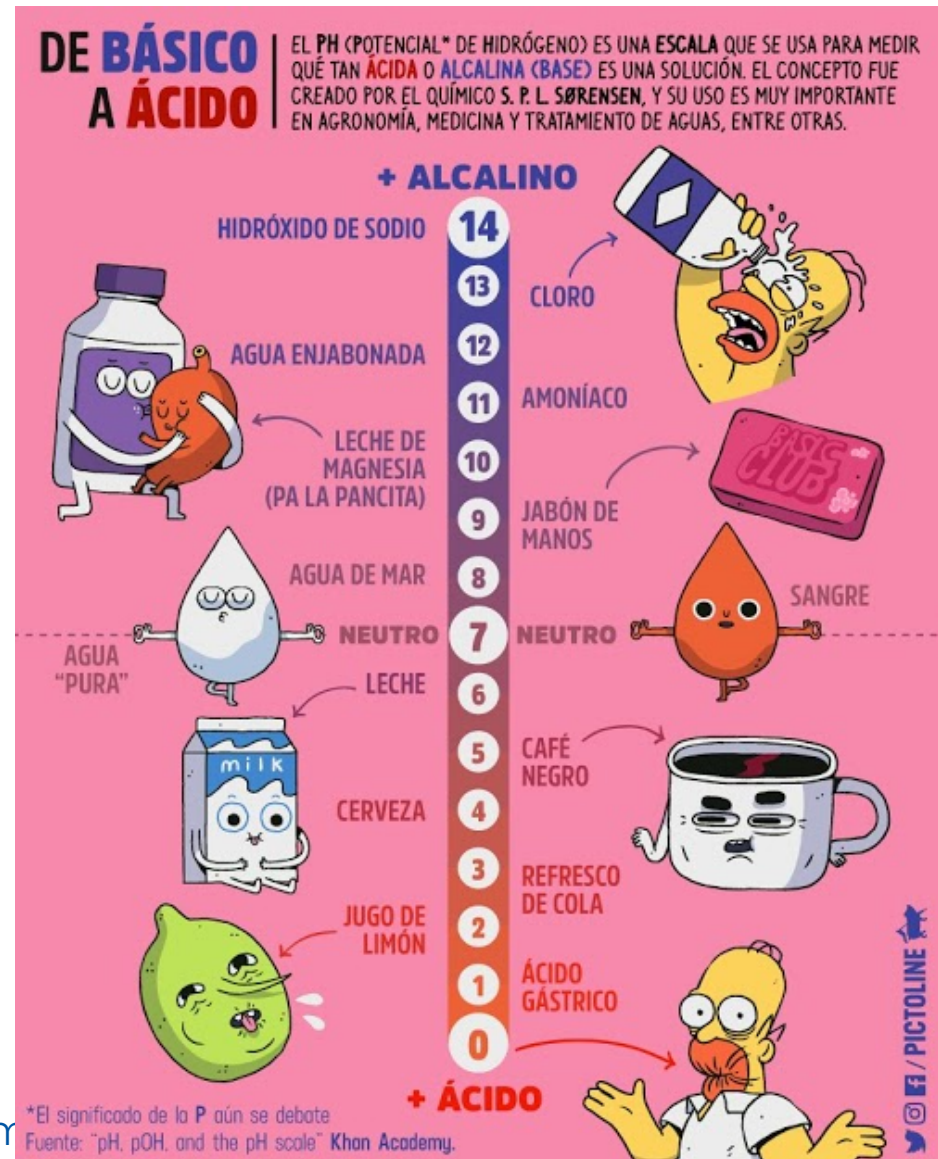 DE BÁSICO
A ÁCIDO
EL PH (POTENCIAL* DE HIDRÓGENO) ES UNA ESCALA QUE SE USA PARA MEDIR
QUÉ TAN ÁCIDA O ALCALINA (BASE) ES UNA SOLUCIÓN. EL CONCEPTO FUE
CREADO POR EL QUÍMICO S. P. L. SØRENSEN, Y SU USO ES MUY IMPORTANTE
EN AGRONOMÍA, MEDICINA Y TRATAMIENTO DE AGUAS, ENTRE OTRAS.
+ ALCALINO
HIDRÓXIDO DE SODIO
14
13
CLORO
AGUA ENJABONADA
12
11
AMONÍACO
LECHE DE
MAGNESIA
(PA LA PANCITA)
10
BASIC
CLUB
9
JABÓN DE
MANOS
AGUA DE MAR
8
SANGRE
NEUTRO
7
NEUTRO
AGUA
"PURA"
LECHE
6
milk
5
CAFÉ
NEGRO
CERVEZA
4
3
REFRESCO
DE COLA
JUGO DE
LIMÓN
2
1
ÁCIDO
GÁSTRICO
0
+ ÁCIDO
*El significado de la P aún se debate
Fuente: "pH, pOH, and the pH scale" Khan Academy.
/ PICTOLINE